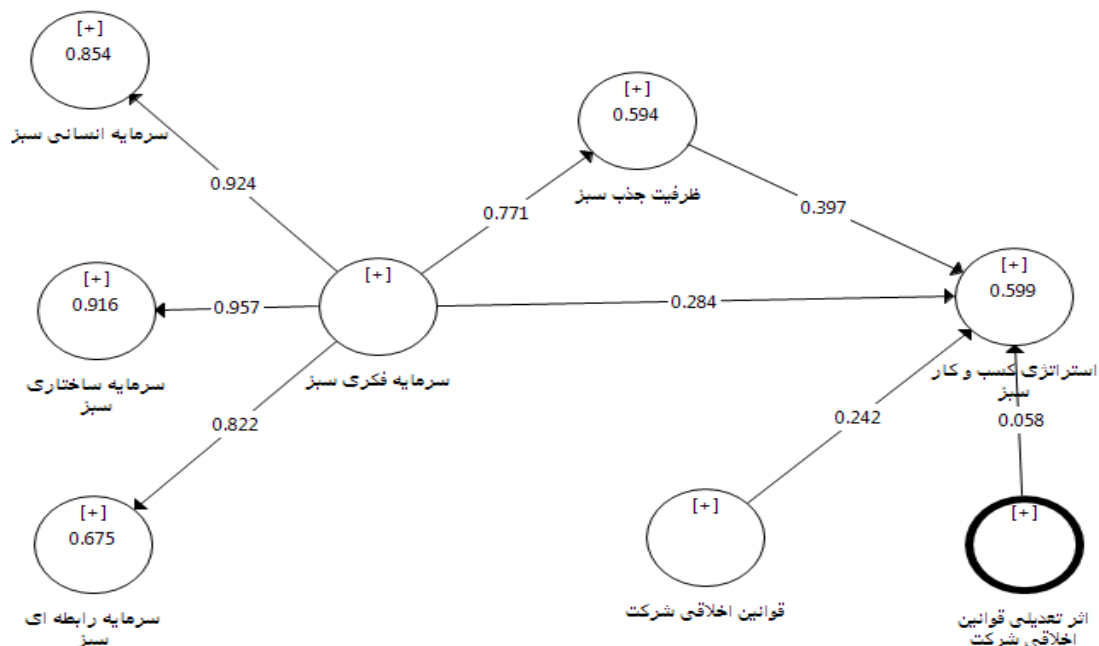 [+]
0.854
سرمایه انسانی سبز
[+]
0.594
ظرفیت جذب سبز
0.924
0.771
0.397
[+]
0.916
سرمایه ساختاری
سبز
0.957
[+]
سرمایه فکری سبز
0.284
[+]
0.599
استراتژی کسب و کار
سبز
0.822
0.242
0.058
[+]
0.675
سرمایه رابطه ای
سبز
[+]
قوانین اخلاقی شرکت
[+]
اثر تعدیلی قوانین
اخلاقی شرکت